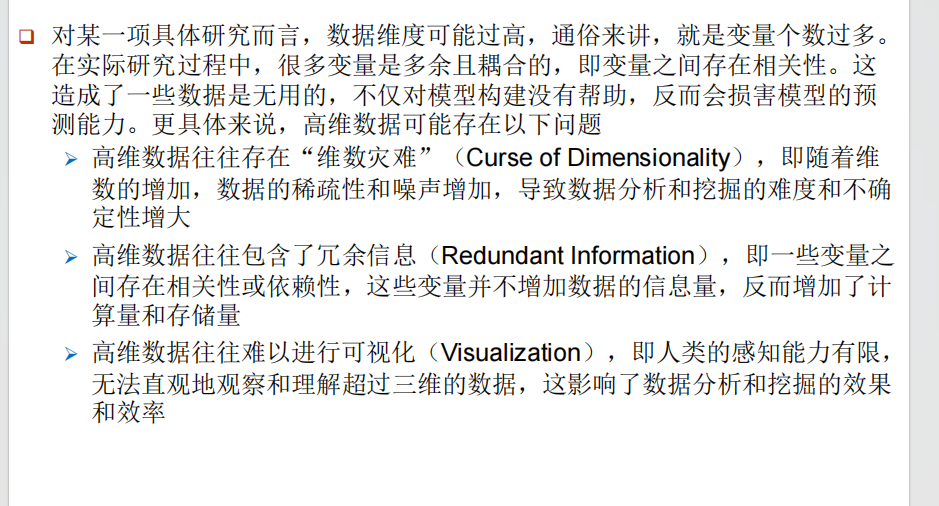 对某一项具体研究而言，数据维度可能过高，通俗来讲，就是变量个数过多。
在实际研究过程中，很多变量是多余且耦合的，即变量之间存在相关性。这
造成了一些数据是无用的，不仅对模型构建没有帮助，反而会损害模型的预
测能力。更具体来说，高维数据可能存在以下问题
高维数据往往存在“维数灾难”（Curse of Dimensionality），即随着维
数的增加，数据的稀疏性和噪声增加，导致数据分析和挖掘的难度和不确
定性增大
高维数据往往包含了冗余信息（Redundant Information），即一些变量之
间存在相关性或依赖性，这些变量并不增加数据的信息量，反而增加了计
算量和存储量
高维数据往往难以进行可视化（Visualization），即人类的感知能力有限，
无法直观地观察和理解超过三维的数据，这影响了数据分析和挖掘的效果
和效率